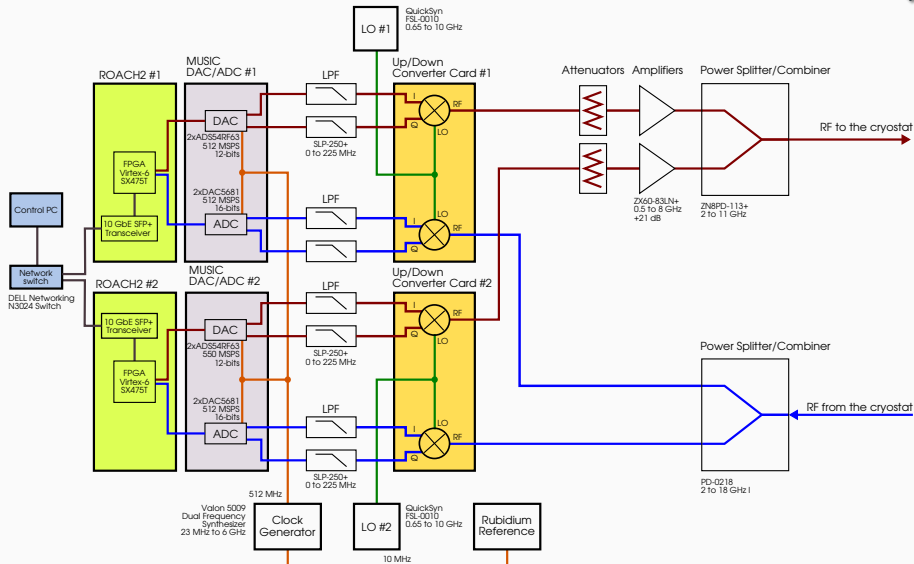 QuickSyn
FSL-0010
0.65 to 10 GHz
LO #1
MUSIC
DAC/ADC #1
ROACH2 #1
LPF
Up/Down
Converter Card #1
Attenuators
Amplifiers
Power Splitter/Combiner
DAC
2xADS54RF63
512 MSPS
12-bits
I
Q
RF
LO
SLP-250+
0 to 225 MHz
RF to the cryostat
FPGA
Virtex-6
SX475T
2xDAC5681
512 MSPS
16-bits
ADC
LPF
I
Q
LO
RF
ZX60-83LN+
0.5 to 8 GHz
+21 dB
ZN8PD-113+
2 to 11 GHz
Control PC
10 GbE SFP+
Transceiver
Network
switch
DELL Networking
N3024 Switch
ROACH2 #2
MUSIC
DAC/ADC #2
LPF
Up/Down
Converter Card #2
10 GbE SFP+
Transceiver
DAC
2xADS54RF63
550 MSPS
12-bits
I
Q
RF
LO
SLP-250+
0 to 225 MHz
Power Splitter/Combiner
FPGA
Virtex-6
SX475T
2xDAC5681
512 MSPS
16-bits
ADC
LPF
I
Q
LO
RF
RF from the cryostat
SLP-250+
0 to 225 MHz
PD-0218
2 to 18 GHz I
512 MHz
Valon 5009
Dual Frequency
Synthesizer
23 MHz to 6 GHz
Clock
Generator
LO #2
QuickSyn
FSL-0010
0.65 to 10 GHz
Rubidium
Reference
10 MHz